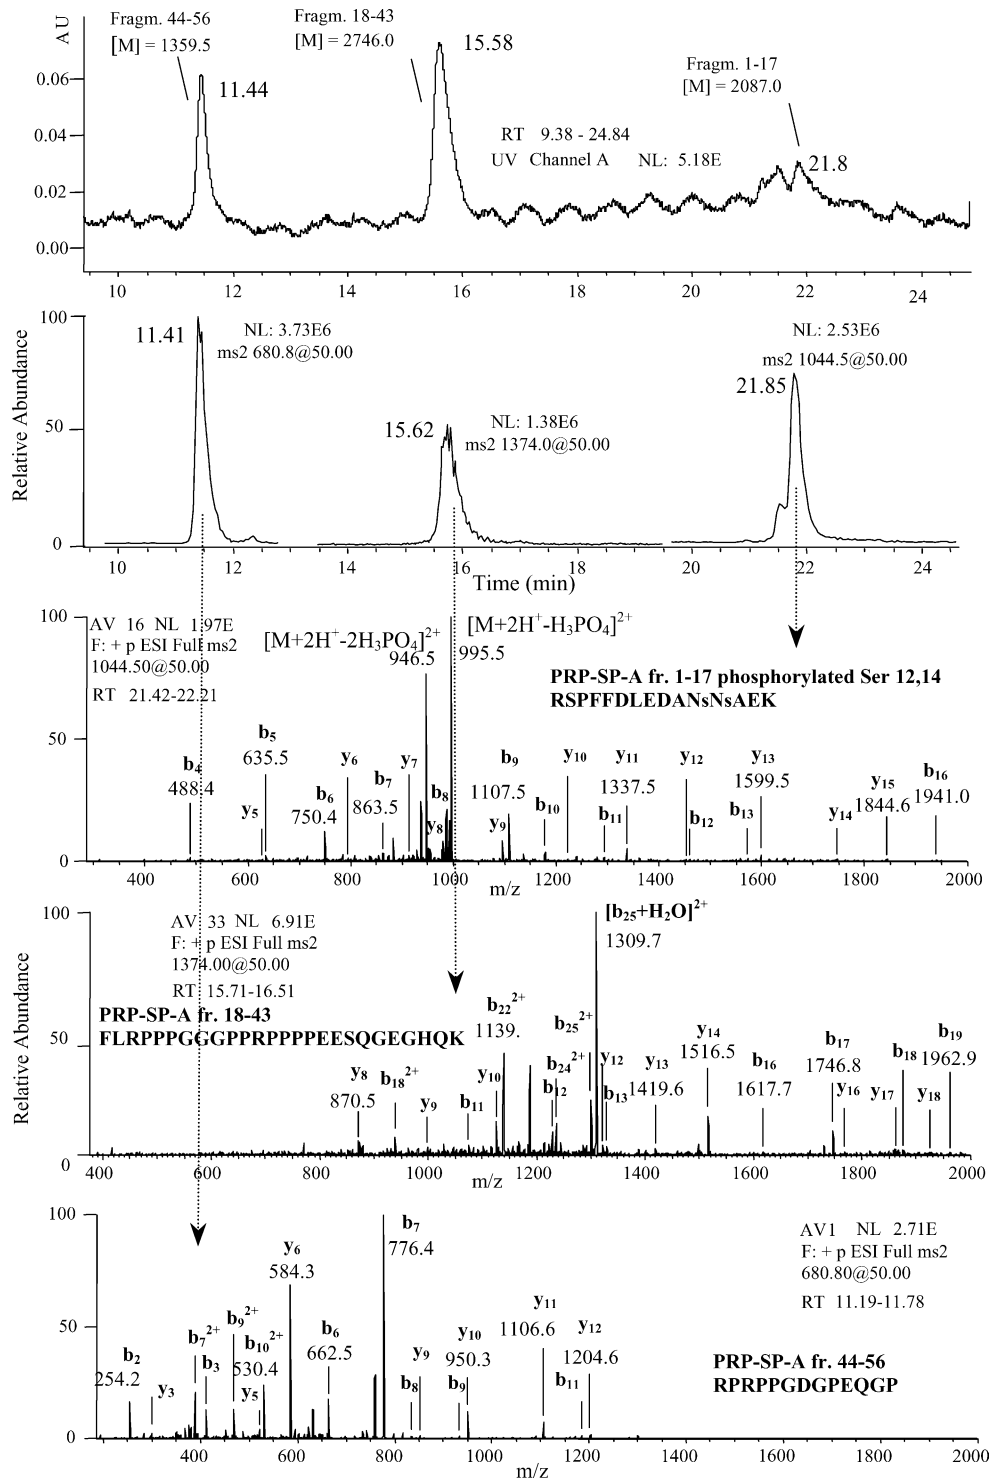 AU
Fragm. 44-56
[M] = 1359.5
Fragm. 18-43
[M] = 2746.0
Fragm. 1-17
[M] = 2087.0
11.44
15.58
21.8
RT 9.38 - 24.84
UV Channel A NL: 5.18E
0.06
0.04
0.02
0.00
10 12 14 16 18 20 22 24
Relative Abundance
100
50
0
11.41
NL: 3.73E6
ms2 680.8@50.00
15.62
NL: 1.38E6
ms2 1374.0@50.00
21.85
NL: 2.53E6
ms2 1044.5@50.00
10 12 14 16 18 20 22 24
Time (min)
100
50
0
AV 16 NL 1.97E
F: + p ESI Full ms2
1044.50@50.00
RT 21.42-22.21
[M+2H+-2H3PO4]2+
946.5
[M+2H+-H3PO4]2+
995.5
PRP-SP-A fr. 1-17 phosphorylated Ser 12,14
RSPFFDLEDANsNsAEK
b4
488.4
y5
b5
635.5
b6
750.4
y6
b7
863.5
y7
b8
y8
y9
b9
1107.5
b10
y10
b11
y11
1337.5
y12
b12
b13
y13
1599.5
y14
y15
1844.6
b16
1941.0
400 600 800 1000 1200 1400 1600 1800 2000
m/z
Relative Abundance
100
50
0
AV 33 NL 6.91E
F: + p ESI Full ms2
1374.00@50.00
RT 15.71-16.51
PRP-SP-A fr. 18-43
FLRPPPGGGPPRPPPPEESQGEGHQK
[b25+H2O]2+
1309.7
y8
870.5
b18 2+
y9
b11
y10
b22 2+
1139.
b12
b24 2+
b25 2+
y12
b13
y13
1419.6
y14
1516.5
b16
1617.7
b17
1746.8
y16
y17
b18
y18
b19
1962.9
400 600 800 1000 1200 1400 1600 1800 2000
m/z
100
50
0
AV1 NL 2.71E
F: + p ESI Full ms2
680.80@50.00
RT 11.19-11.78
PRP-SP-A fr. 44-56
RPRPPGDGPEQGP
b2
254.2
y3
b7 2+
b3
b9 2+
y5
b10 2+
530.4
y6
584.3
b6
662.5
b7
776.4
b8
y9
b9
y10
950.3
y11
1106.6
b11
y12
1204.6
400 600 800 1000 1200 1400 1600 1800 2000
m/z